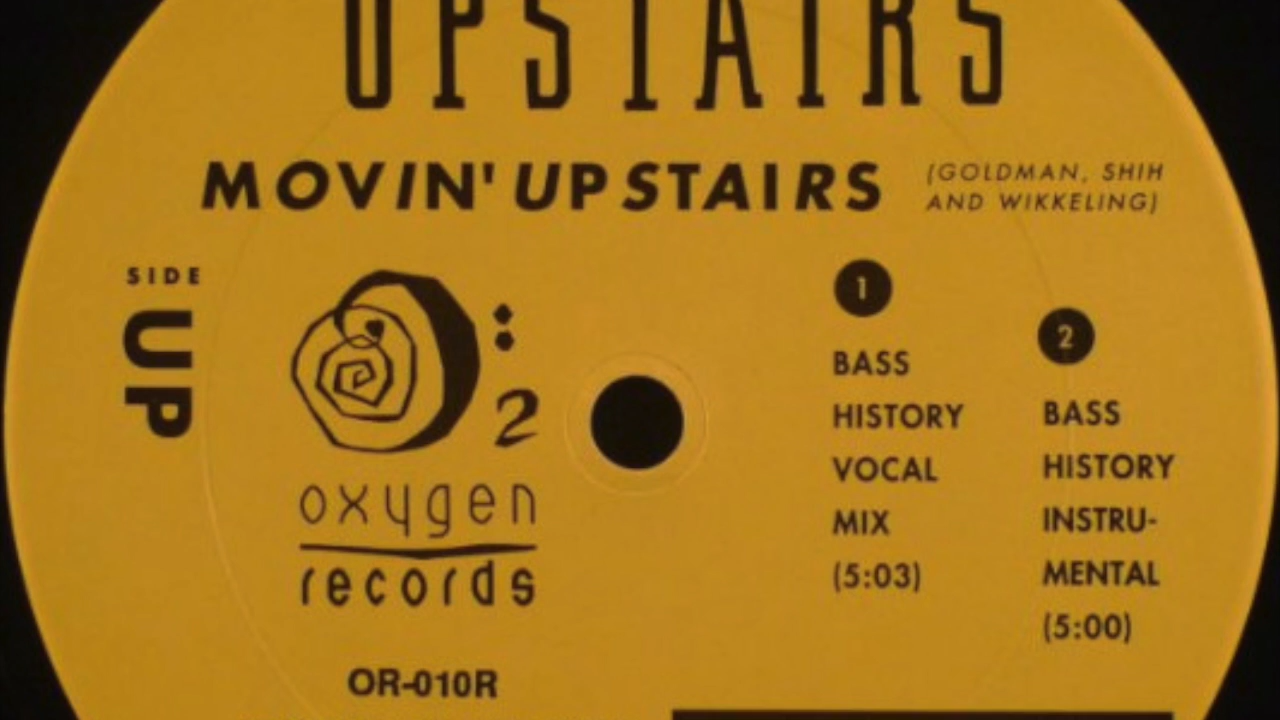 UPSTAIRS
MOVIN' UPSTAIRS
(GOLDMAN, SHIH
AND WIKKELING)
SIDE
UP
:
2
oxygen
records
OR-010R
1
BASS
HISTORY
VOCAL
MIX
(5:03)
2
BASS
HISTORY
INSTRU-
MENTAL
(5:00)